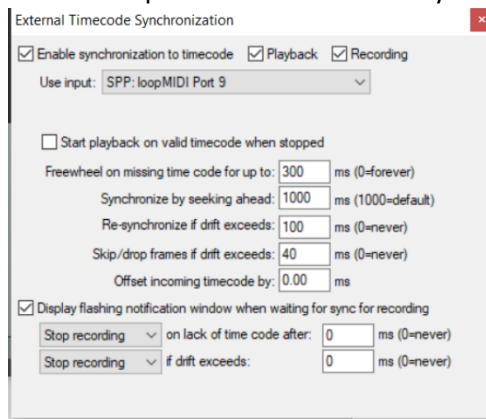 External Timecode Synchronization
Enable synchronization to timecode Playback Recording
Use input: SPP: loopMIDI Port 9
Start playback on valid timecode when stopped
Freewheel on missing time code for up to: 300 ms (0=forever)
Synchronize by seeking ahead: 1000 ms (1000=default)
Re-synchronize if drift exceeds: 100 ms (0=never)
Skip/drop frames if drift exceeds: 40 ms (0=never)
Offset incoming timecode by: 0.00 ms
Display flashing notification window when waiting for sync for recording
Stop recording on lack of time code after: 0 ms (0=never)
Stop recording if drift exceeds: 0 ms (0=never)